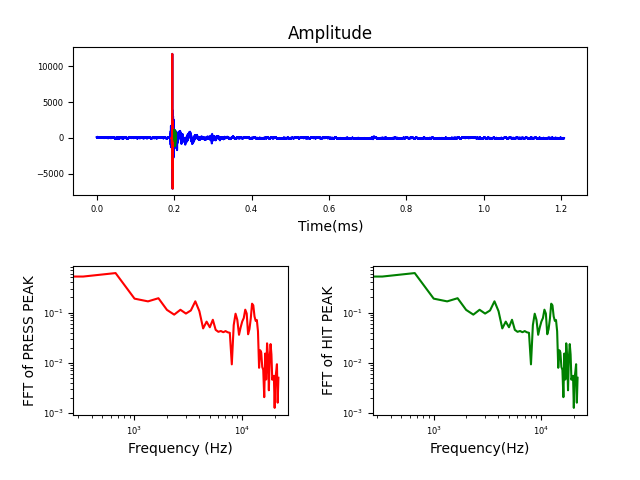 Amplitude
10000
5000
0
−5000
0.0 0.2 0.4 0.6 0.8 1.0 1.2
Time(ms)
FFT of PRESS PEAK
10⁻¹
10⁻²
10⁻³
10³ 10⁴
Frequency (Hz)
FFT of HIT PEAK
10⁻¹
10⁻²
10⁻³
10³ 10⁴
Frequency(Hz)